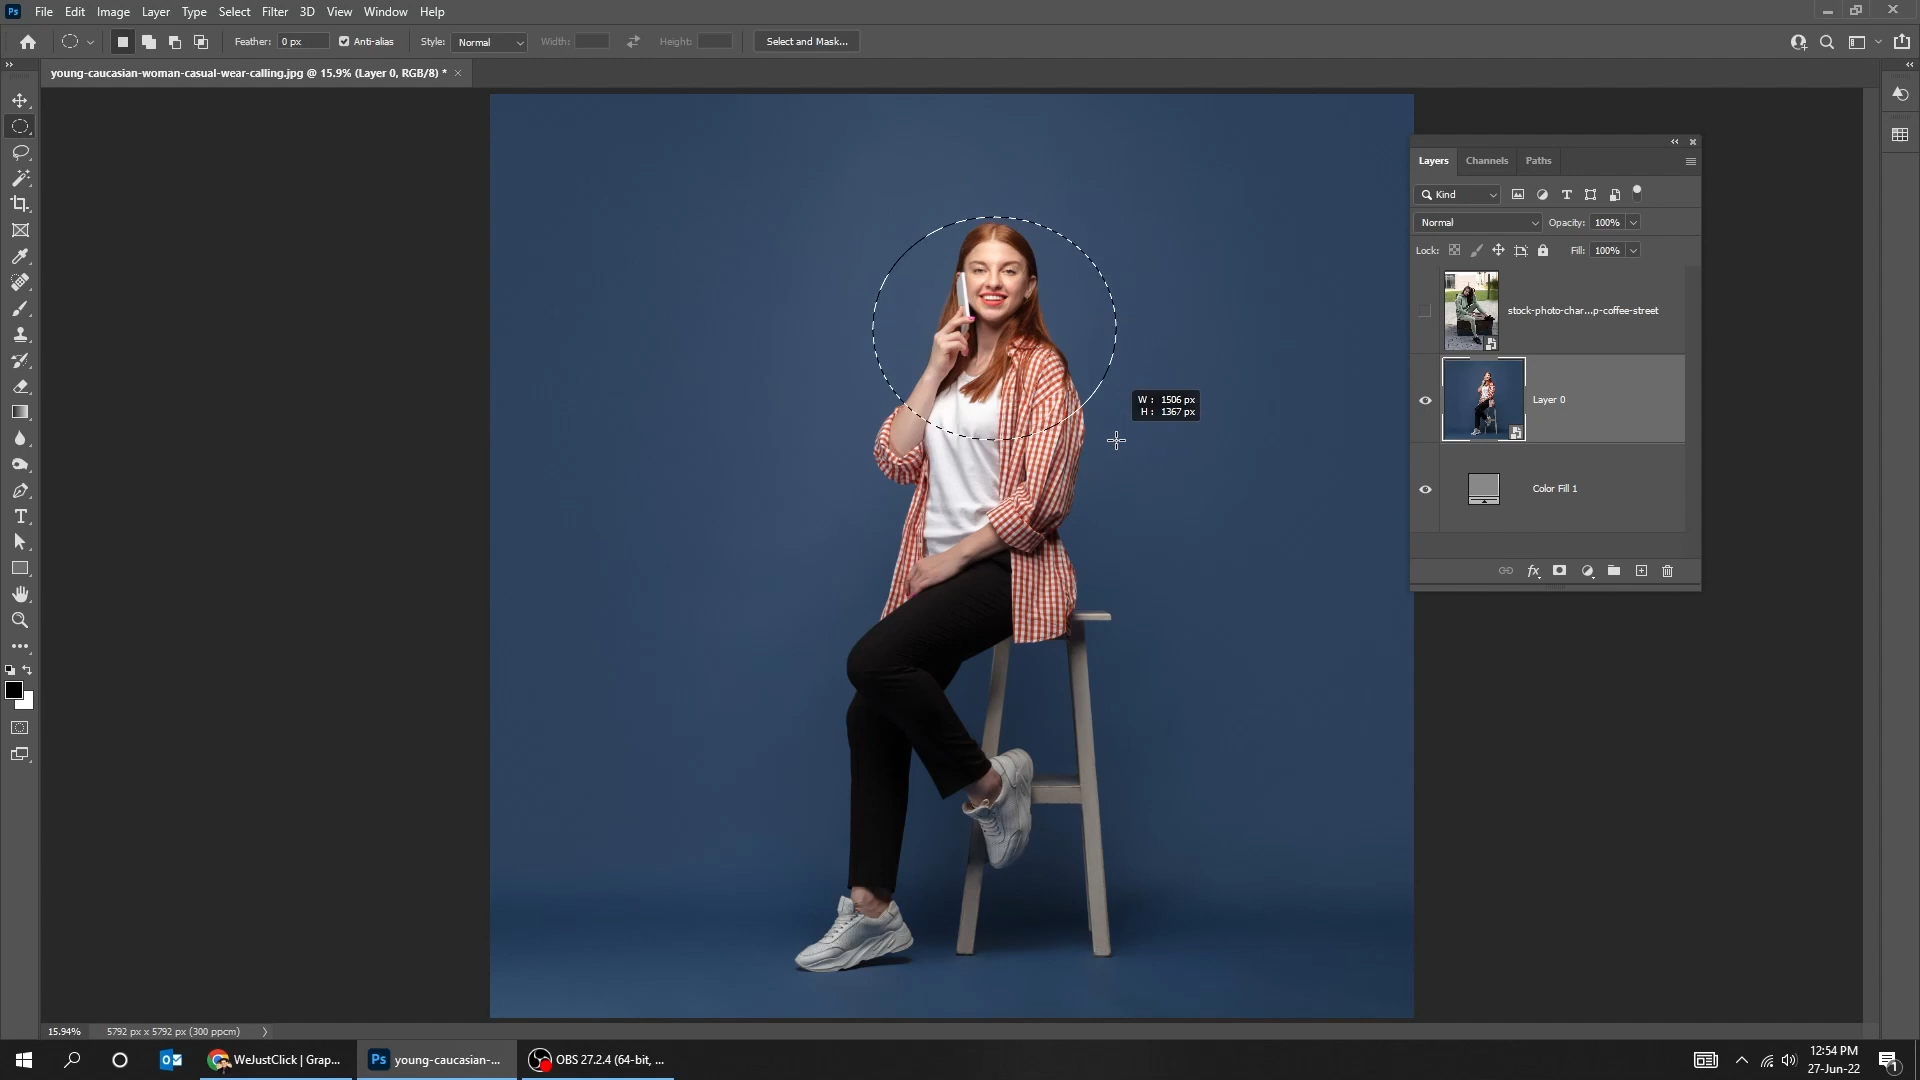 Ps File Edit Image Layer Type Select Filter 3D View Window Help
Feather: 0 px Anti-alias Style: Normal Width: Height: Select and Mask...
young-caucasian-woman-casual-wear-calling.jpg @ 15.9% (Layer 0, RGB/8) *
Layers Channels Paths
Kind
Normal Opacity: 100%
Lock: Fill: 100%
stock-photo-char...p-coffee-street
W : 1506 px
H : 1367 px
Layer 0
Color Fill 1
15.94% 5792 px x 5792 px (300 ppcm)
WeJustClick | Grap... Ps young-caucasian-... OBS 27.2.4 (64-bit, ...
12:54 PM
27-Jun-22
1